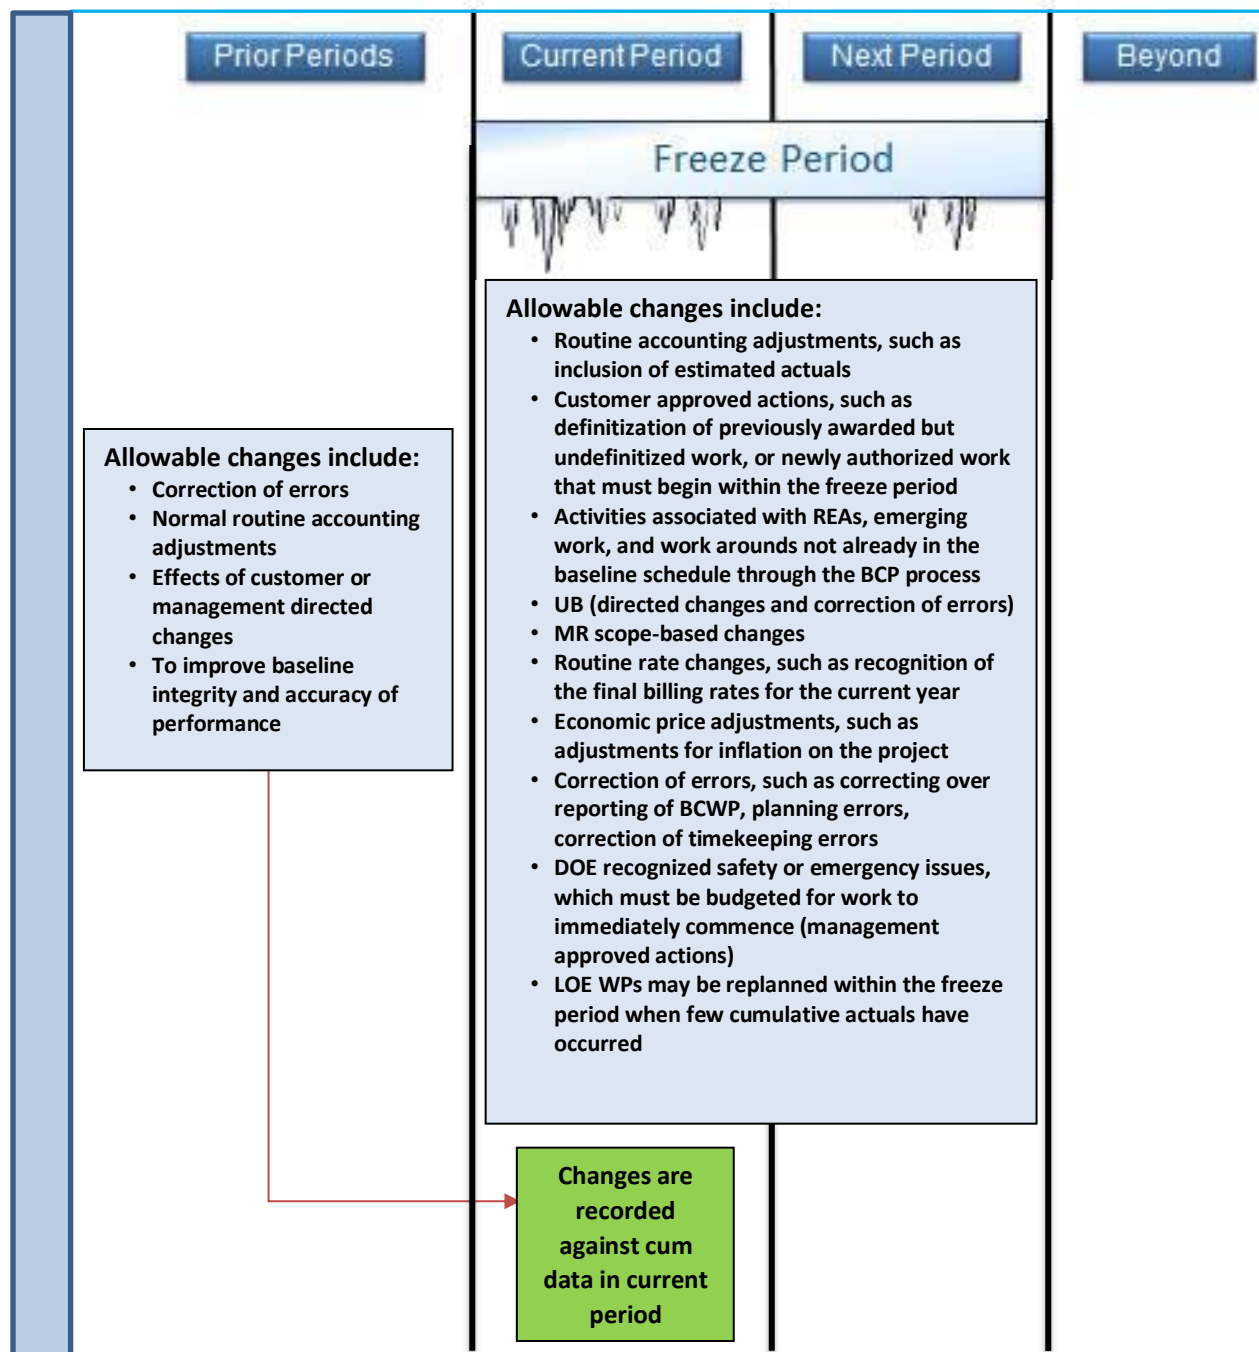 Prior Periods
Current Period
Next Period
Beyond
Freeze Period
Allowable changes include:
• Correction of errors
• Normal routine accounting
adjustments
• Effects of customer or
management directed
changes
• To improve baseline
integrity and accuracy of
performance
Allowable changes include:
• Routine accounting adjustments, such as
inclusion of estimated actuals
• Customer approved actions, such as
definitization of previously awarded but
undefinitized work, or newly authorized work
that must begin within the freeze period
• Activities associated with REAs, emerging
work, and work arounds not already in the
baseline schedule through the BCP process
• UB (directed changes and correction of errors)
• MR scope-based changes
• Routine rate changes, such as recognition of
the final billing rates for the current year
• Economic price adjustments, such as
adjustments for inflation on the project
• Correction of errors, such as correcting over
reporting of BCWP, planning errors,
correction of timekeeping errors
• DOE recognized safety or emergency issues,
which must be budgeted for work to
immediately commence (management
approved actions)
• LOE WPs may be replanned within the freeze
period when few cumulative actuals have
occurred
Changes are
recorded
against cum
data in current
period